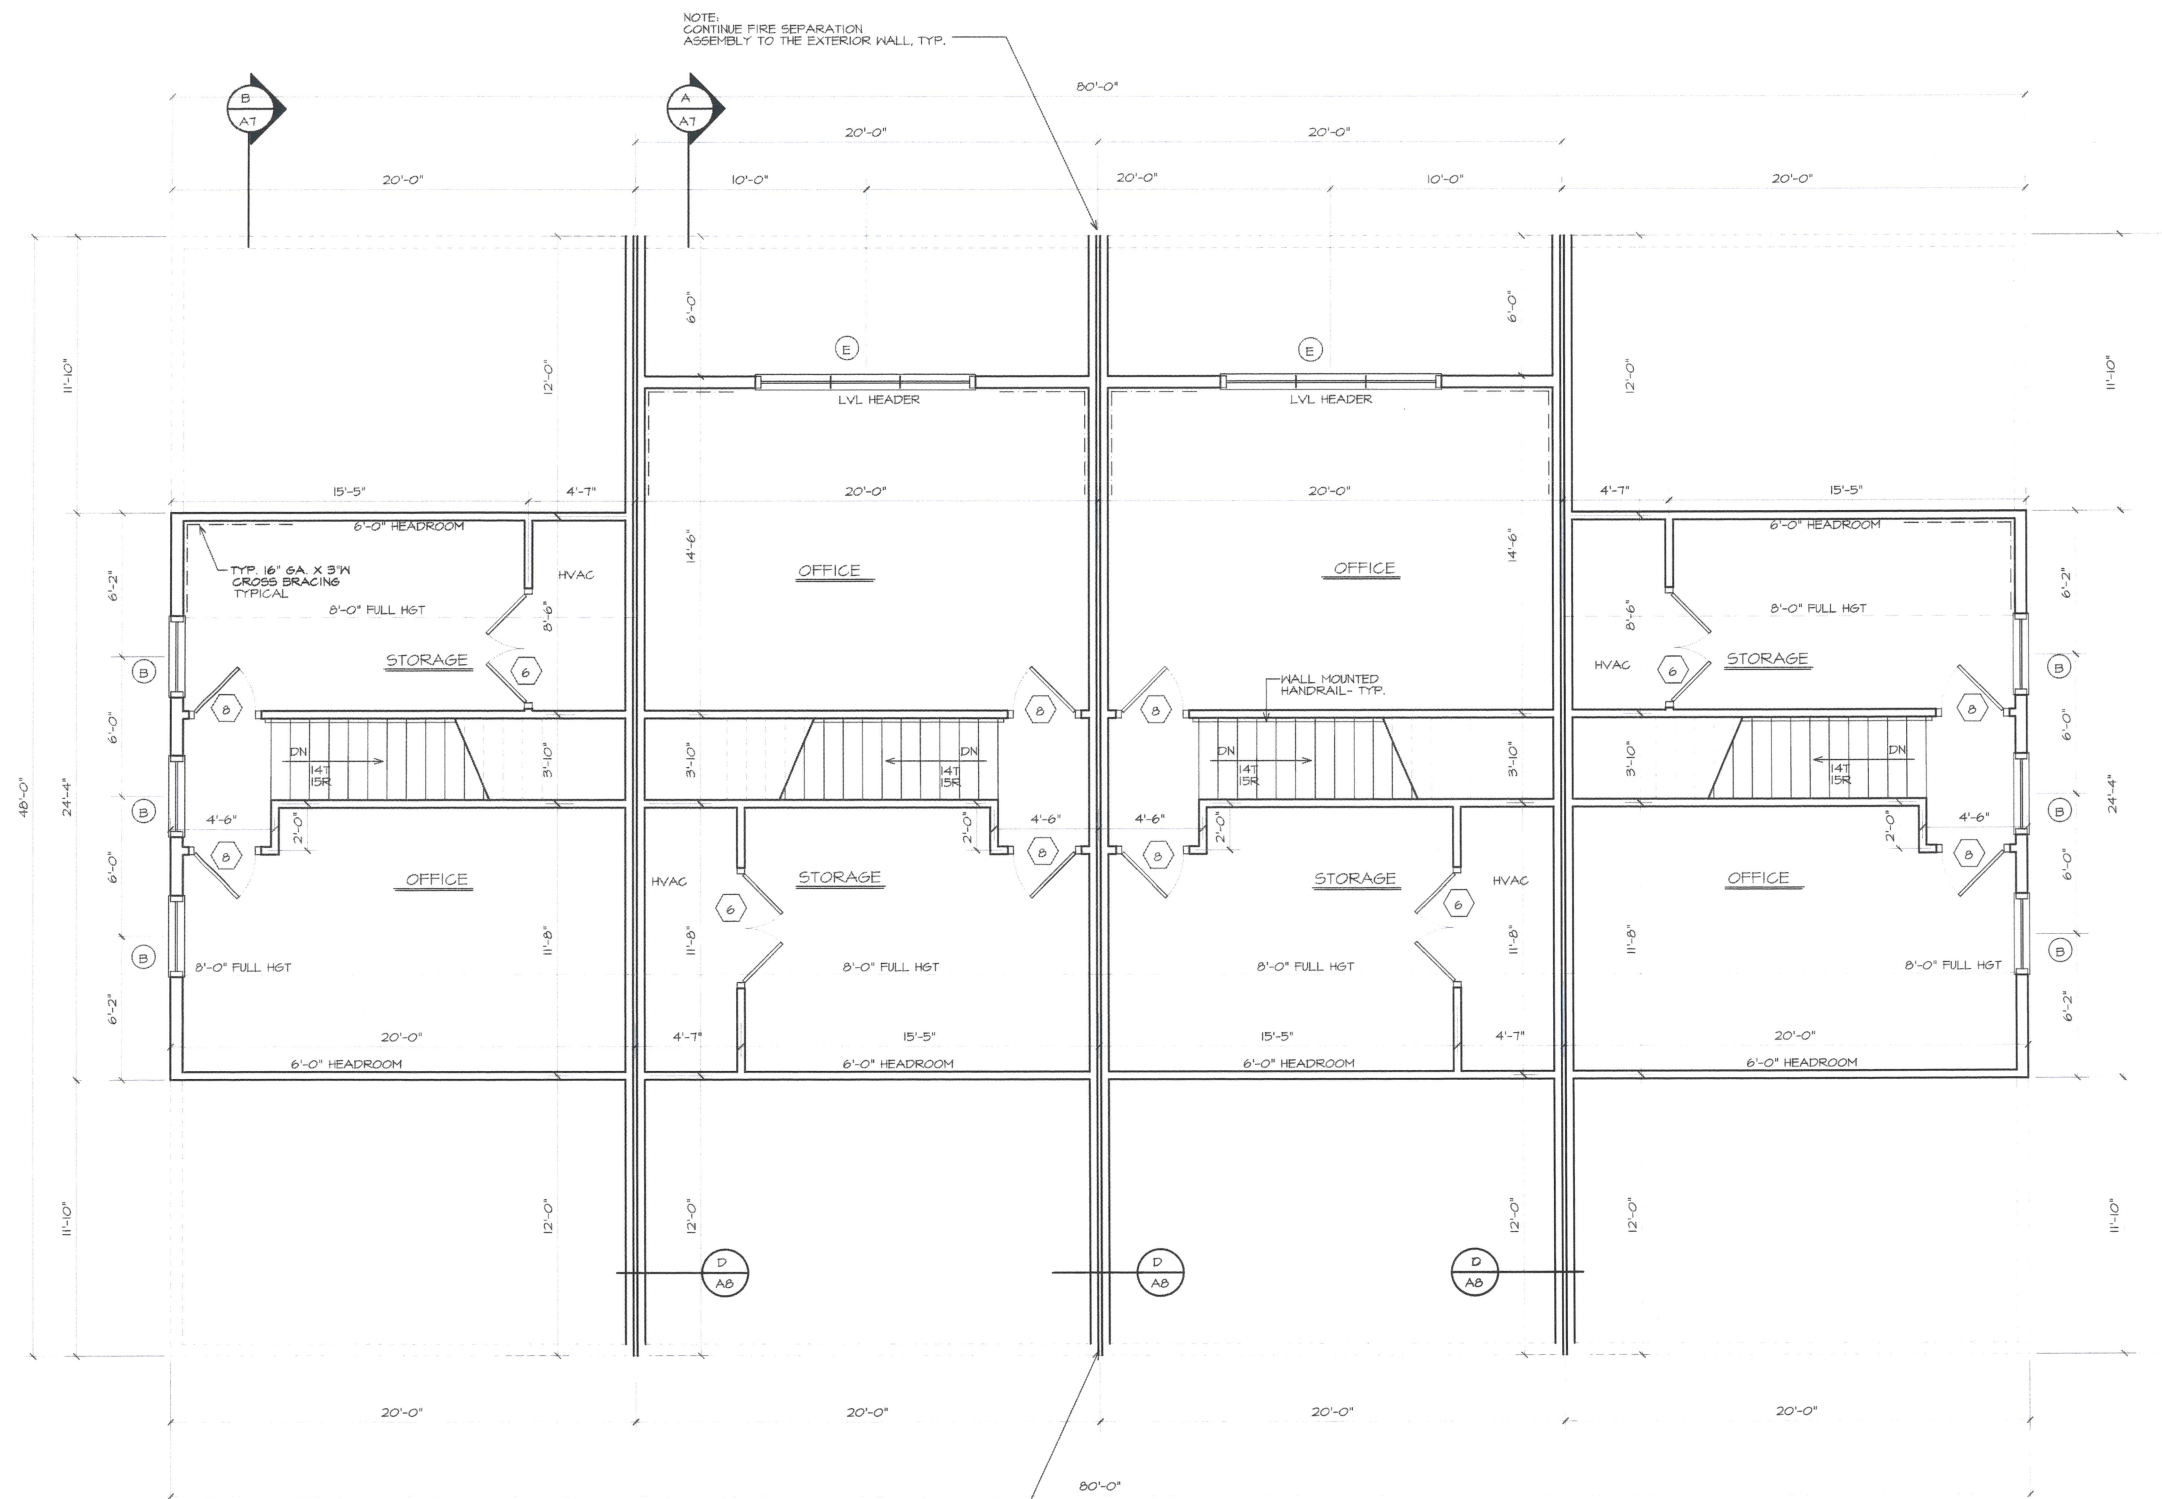 NOTE:
CONTINUE FIRE SEPARATION
ASSEMBLY TO THE EXTERIOR WALL, TYP.
80'-0"
B
A7
A
A7
20'-0"
20'-0"
20'-0"
10'-0"
20'-0"
10'-0"
20'-0"
6'-0"
6'-0"
E
E
11'-10"
12'-0"
12'-0"
11'-10"
LVL HEADER
LVL HEADER
15'-5"
4'-7"
20'-0"
20'-0"
4'-7"
15'-5"
6'-0" HEADROOM
6'-0" HEADROOM
14'-6"
14'-6"
TYP. 16" GA. X 3"W
CROSS BRACING
TYPICAL
HVAC
OFFICE
OFFICE
6'-2"
6'-2"
8'-0" FULL HGT
8'-6"
8'-6"
8'-0" FULL HGT
STORAGE
HVAC
STORAGE
B
6
6
B
WALL MOUNTED
HANDRAIL- TYP.
8
8
8
8
6'-0"
6'-0"
DN
14T
15R
3'-10"
3'-10"
DN
14T
15R
DN
14T
15R
3'-10"
3'-10"
DN
14T
15R
48'-0"
24'-4"
24'-4"
B
B
4'-6"
2'-0"
2'-0"
4'-6"
4'-6"
2'-0"
2'-0"
4'-6"
8
8
8
8
6'-0"
6'-0"
OFFICE
HVAC
STORAGE
STORAGE
HVAC
OFFICE
6
6
11'-8"
11'-8"
11'-8"
11'-8"
B
B
8'-0" FULL HGT
8'-0" FULL HGT
8'-0" FULL HGT
8'-0" FULL HGT
6'-2"
6'-2"
20'-0"
4'-7"
15'-5"
15'-5"
4'-7"
20'-0"
6'-0" HEADROOM
6'-0" HEADROOM
6'-0" HEADROOM
6'-0" HEADROOM
11'-10"
12'-0"
12'-0"
12'-0"
12'-0"
11'-10"
D
A8
D
A8
D
A8
20'-0"
20'-0"
20'-0"
20'-0"
80'-0"